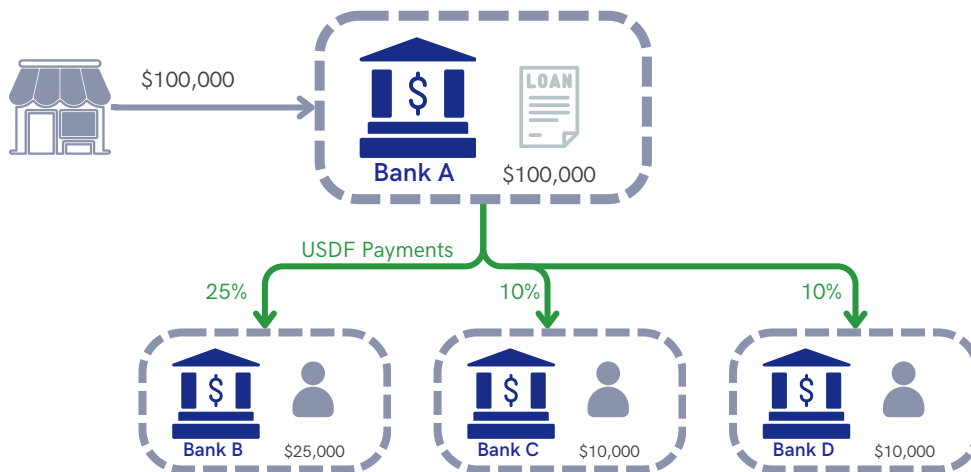 $100,000
$
LOAN
Bank A
$100,000
USDF Payments
25%
10%
10%
$
Bank B
$25,000
$
Bank C
$10,000
$
Bank D
$10,000